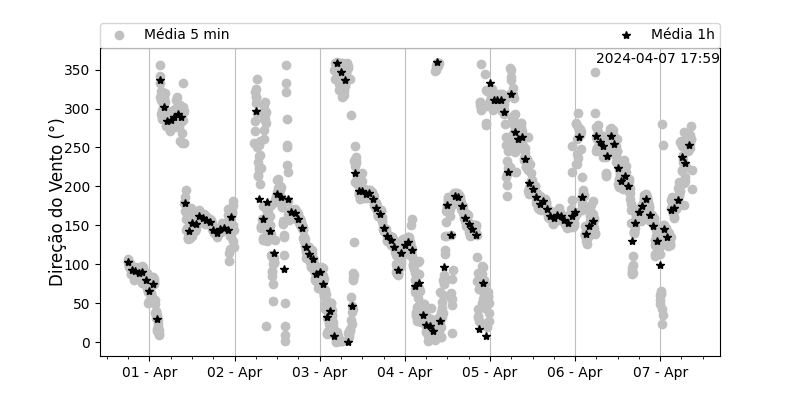 Média 5 min
Média 1h
2024-04-07 17:59
Direção do Vento (°)
350
300
250
200
150
100
50
0
01 - Apr
02 - Apr
03 - Apr
04 - Apr
05 - Apr
06 - Apr
07 - Apr